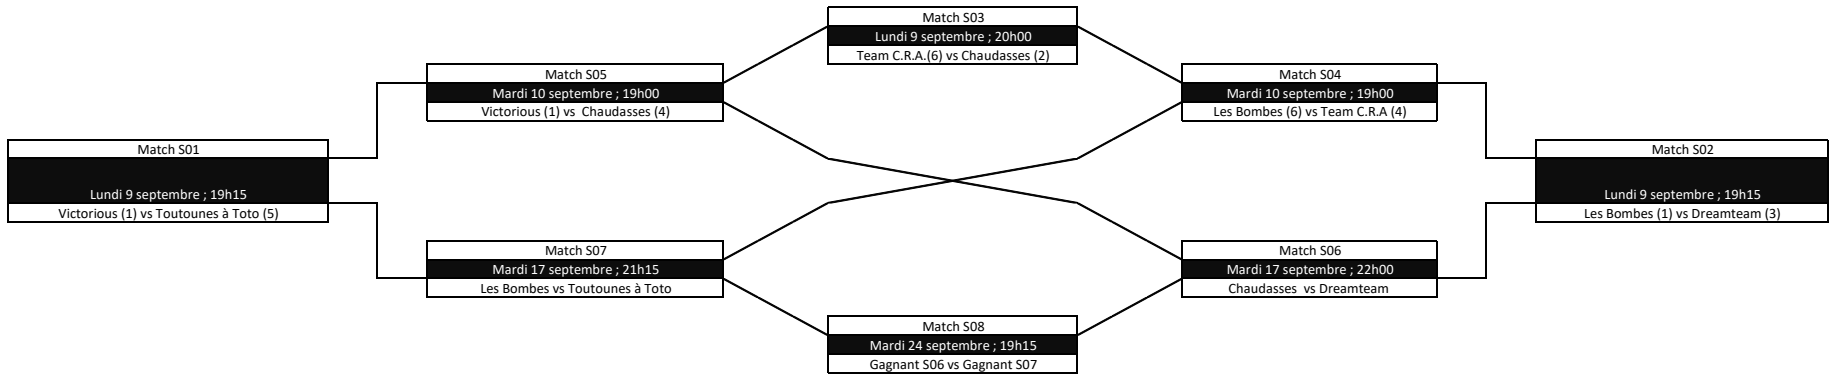 Match S03
Lundi 9 septembre ; 20h00
Team C.R.A.(6) vs Chaudasses (2)
Match S05
Mardi 10 septembre ; 19h00
Victorious (1) vs  Chaudasses (4)
Match S04
Mardi 10 septembre ; 19h00
Les Bombes (6) vs Team C.R.A (4)
Match S01
Lundi 9 septembre ; 19h15
Victorious (1) vs Toutounes à Toto (5)
Match S02
Lundi 9 septembre ; 19h15
Les Bombes (1) vs Dreamteam (3)
Match S07
Mardi 17 septembre ; 21h15
Les Bombes vs Toutounes à Toto
Match S06
Mardi 17 septembre ; 22h00
Chaudasses  vs Dreamteam
Match S08
Mardi 24 septembre ; 19h15
Gagnant S06 vs Gagnant S07